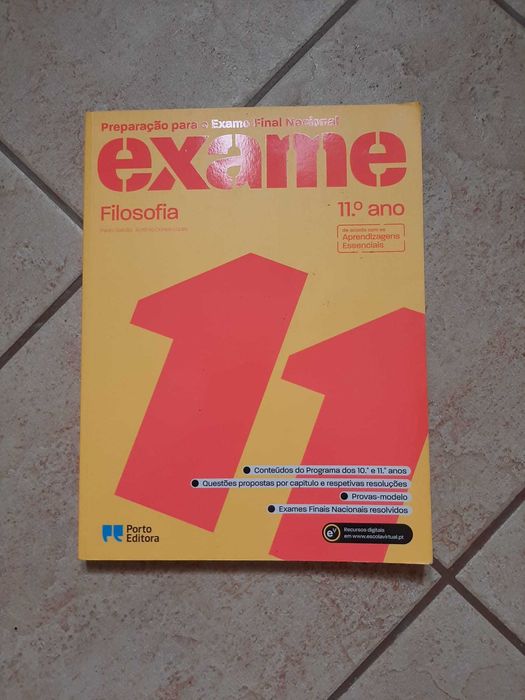 Preparação para o Exame Final Nacional
exame
Filosofia
11.º ano
de acordo com as
Aprendizagens
Essenciais
11
Conteúdos do Programa dos 10.º e 11.º anos
Questões propostas por capítulo e respetivas resoluções
Provas-modelo
Exames Finais Nacionais resolvidos
Porto
Editora
ev
Recursos digitais
em www.escolavirtual.pt